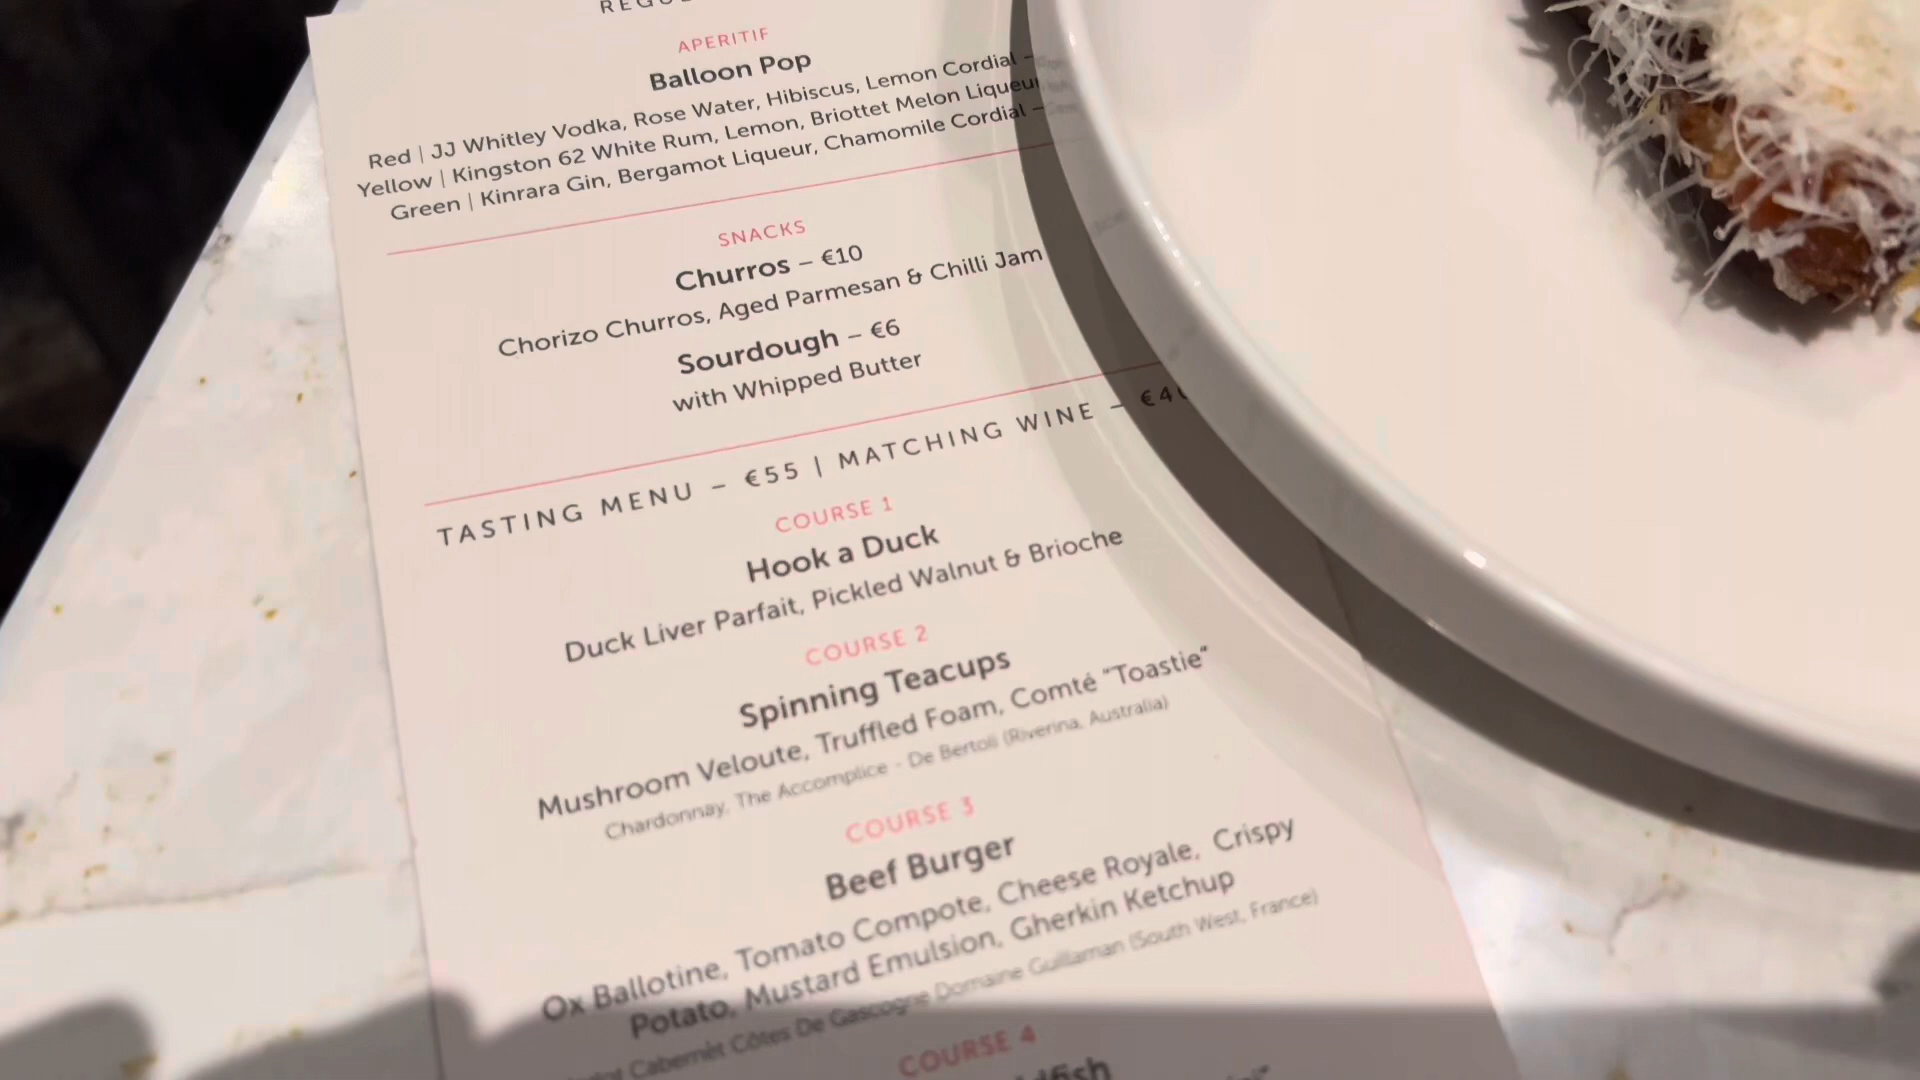 APERITIF
Balloon Pop
Red | JJ Whitley Vodka, Rose Water, Hibiscus, Lemon Cordial –
Yellow | Kingston 62 White Rum, Lemon, Briottet Melon Liqueur
Green | Kinrara Gin, Bergamot Liqueur, Chamomile Cordial –
SNACKS
Churros – €10
Chorizo Churros, Aged Parmesan & Chilli Jam
Sourdough – €6
with Whipped Butter
TASTING MENU – €55 | MATCHING WINE –
COURSE 1
Hook a Duck
Duck Liver Parfait, Pickled Walnut & Brioche
COURSE 2
Spinning Teacups
Mushroom Veloute, Truffled Foam, Comté "Toastie"
Chardonnay, The Accomplice - De Bertoli (Riverina, Australia)
COURSE 3
Beef Burger
Ox Ballotine, Tomato Compote, Cheese Royale, Crispy
Potato, Mustard Emulsion, Gherkin Ketchup
Cabernet Côtes De Gascogne Domaine Guillaman (South West, France)
COURSE 4